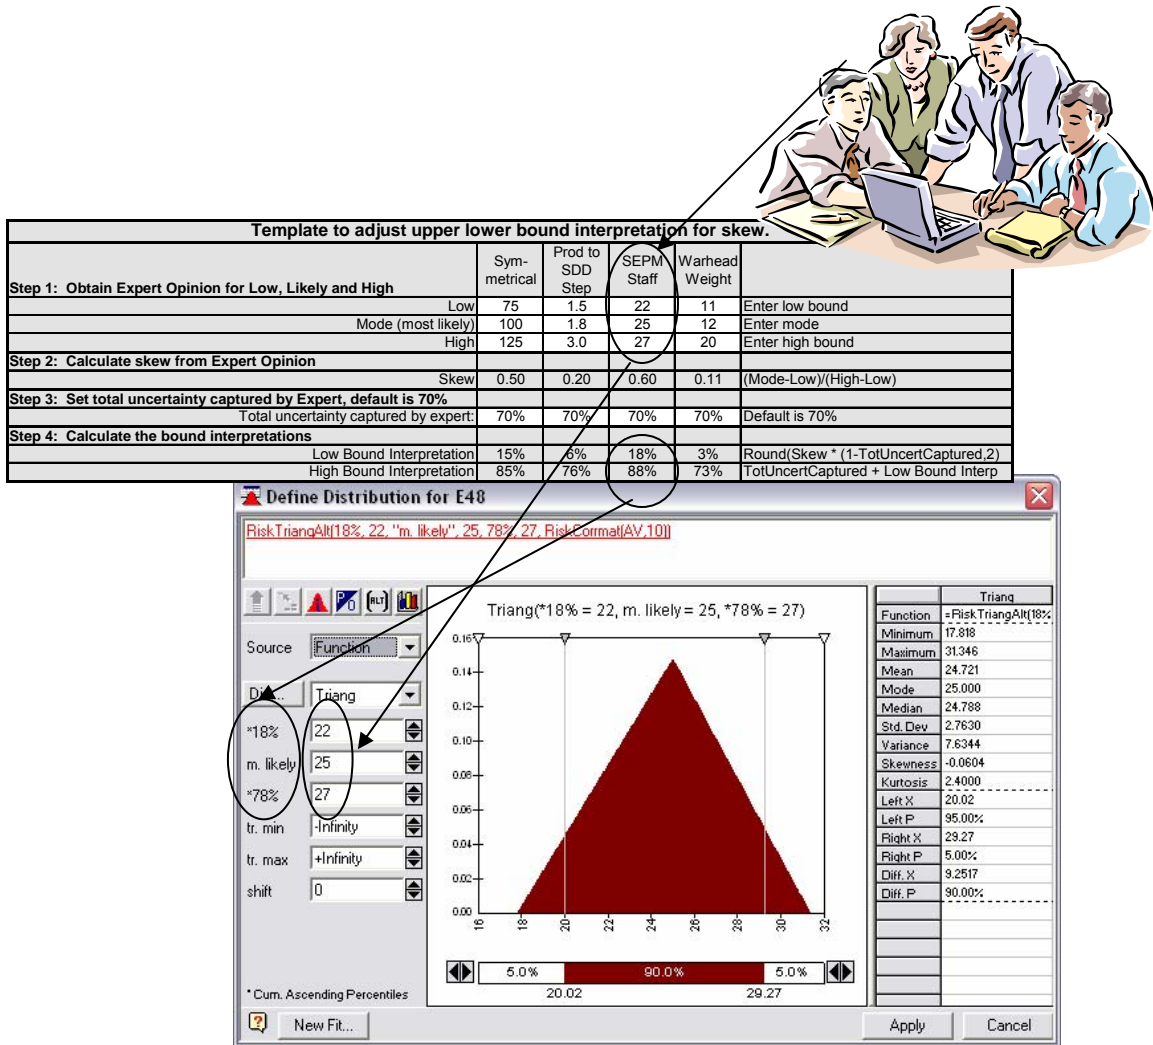 Template to adjust upper lower bound interpretation for skew.
Step 1: Obtain Expert Opinion for Low, Likely and High Sym-metrical Prod to SDD Step SEPM Staff Warhead Weight
Low 75 1.5 22 11 Enter low bound
Mode (most likely) 100 1.8 25 12 Enter mode
High 125 3.0 27 20 Enter high bound
Step 2: Calculate skew from Expert Opinion
Skew 0.50 0.20 0.60 0.11 (Mode-Low)/(High-Low)
Step 3: Set total uncertainty captured by Expert, default is 70%
Total uncertainty captured by expert: 70% 70% 70% 70% Default is 70%
Step 4: Calculate the bound interpretations
Low Bound Interpretation 15% 6% 18% 3% Round(Skew * (1-TotUncertCaptured,2)
High Bound Interpretation 85% 76% 88% 73% TotUncertCaptured + Low Bound Interp
Define Distribution for E48
RiskTriangAlt(18%, 22, "m. likely", 25, 78%, 27, RiskCorrmat(AV,10))
Source Function
Dist... Triang
*18% 22
m. likely 25
*78% 27
tr. min -Infinity
tr. max +Infinity
shift 0
* Cum. Ascending Percentiles
Triang(*18% = 22, m. likely = 25, *78% = 27)
0.16
0.14
0.12
0.10
0.08
0.06
0.04
0.02
0.00
16 18 20 22 24 26 28 30 32
5.0% 90.0% 5.0%
20.02 29.27
Triang
Function =RiskTriangAlt(18%
Minimum 17.818
Maximum 31.346
Mean 24.721
Mode 25.000
Median 24.788
Std. Dev 2.7630
Variance 7.6344
Skewness -0.0604
Kurtosis 2.4000
Left X 20.02
Left P 95.00%
Right X 29.27
Right P 5.00%
Diff. X 9.2517
Diff. P 90.00%
New Fit...
Apply Cancel